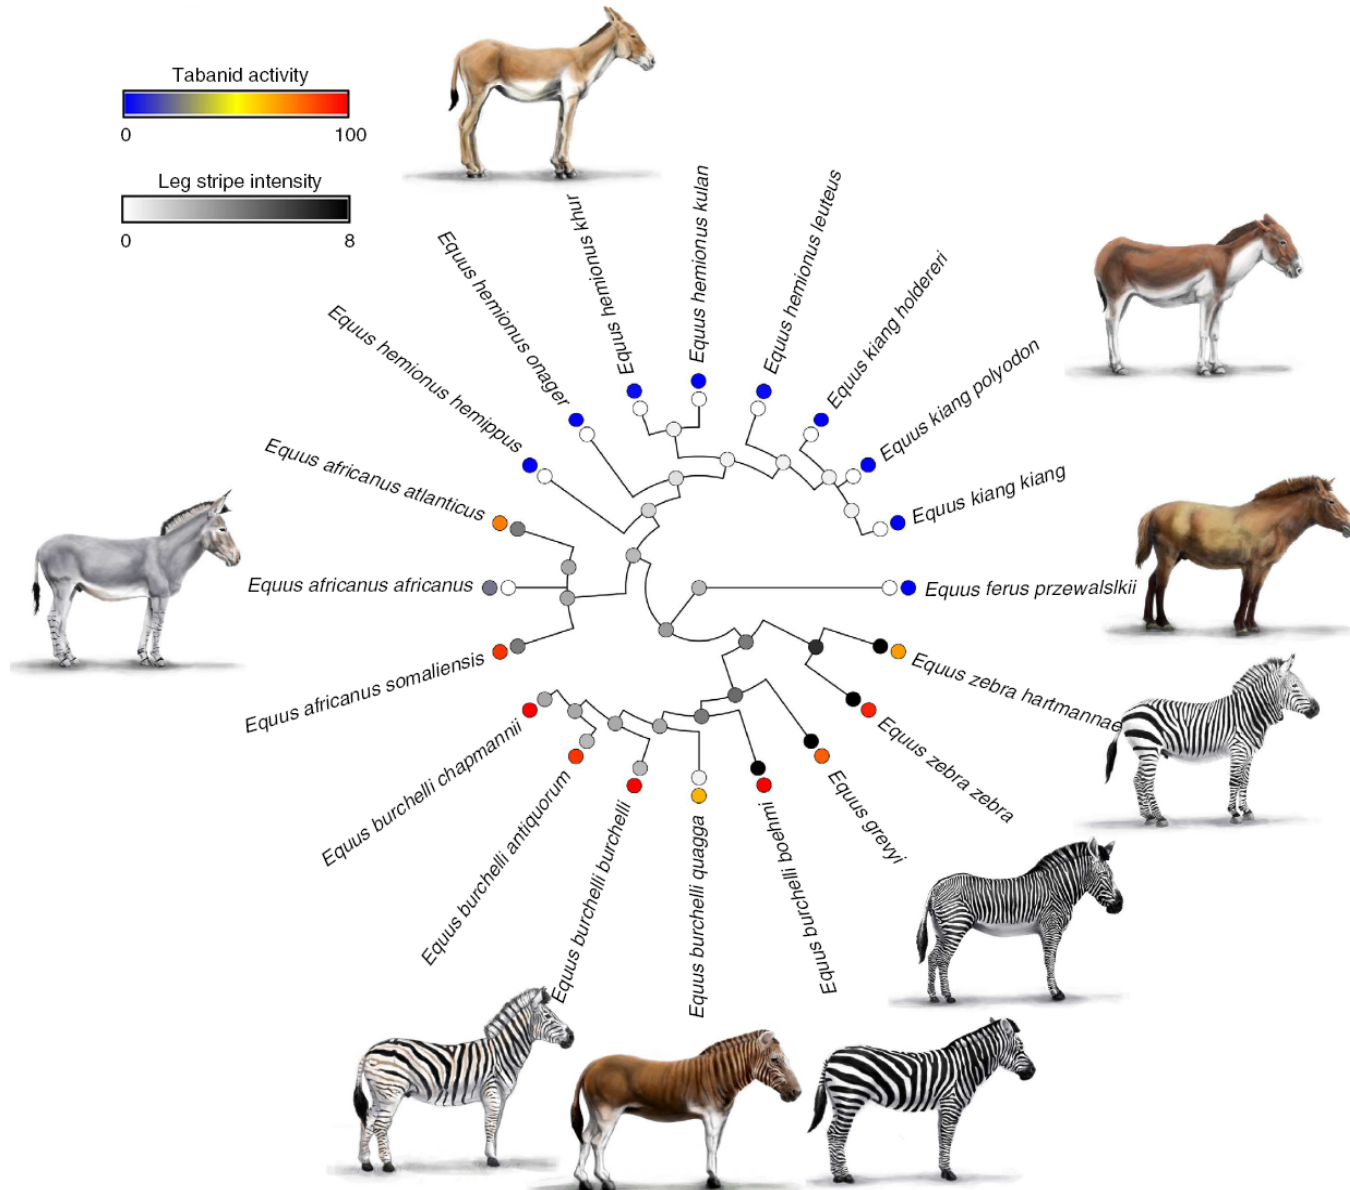 Tabanid activity
0 100
Leg stripe intensity
0 8
Equus hemionus khur
Equus hemionus kulan
Equus hemionus leuteus
Equus kiang holdereri
Equus kiang polyodon
Equus kiang kiang
Equus ferus przewalslkii
Equus zebra hartmannae
Equus zebra zebra
Equus grevyi
Equus burchelli boehmi
Equus burchelli quagga
Equus burchelli burchelli
Equus burchelli antiquorum
Equus burchelli chapmannii
Equus africanus somaliensis
Equus africanus africanus
Equus africanus atlanticus
Equus hemionus hemippus
Equus hemionus onager